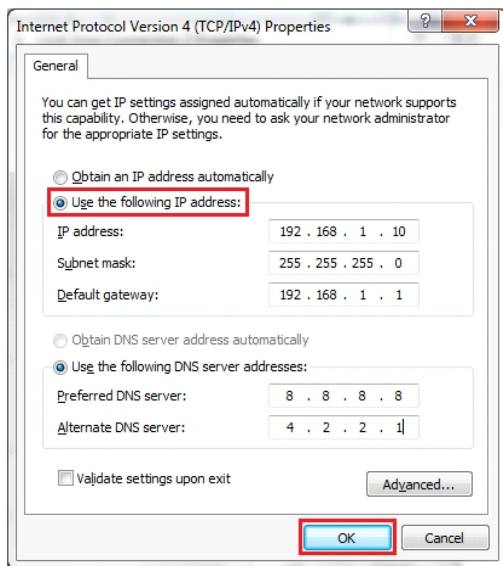 Internet Protocol Version 4 (TCP/IPv4) Properties
? X
General
You can get IP settings assigned automatically if your network supports
this capability. Otherwise, you need to ask your network administrator
for the appropriate IP settings.
Obtain an IP address automatically
Use the following IP address:
IP address: 192 . 168 . 1 . 10
Subnet mask: 255 . 255 . 255 . 0
Default gateway: 192 . 168 . 1 . 1
Obtain DNS server address automatically
Use the following DNS server addresses:
Preferred DNS server: 8 . 8 . 8 . 8
Alternate DNS server: 4 . 2 . 2 . 1
Validate settings upon exit
Advanced...
OK Cancel